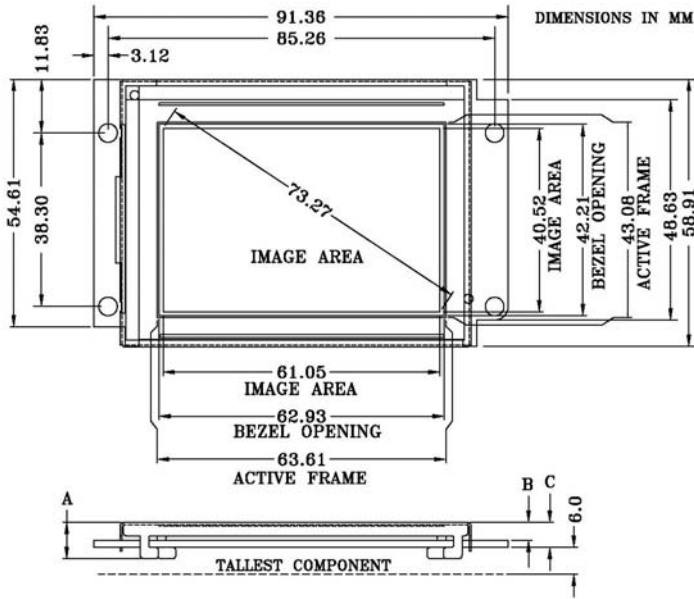 91.36
DIMENSIONS IN MM
85.26
11.83
3.12
54.61
38.30
73.27
IMAGE AREA
40.52
IMAGE AREA
42.21
BEZEL OPENING
43.08
ACTIVE FRAME
48.63
58.91
61.05
IMAGE AREA
62.93
BEZEL OPENING
63.61
ACTIVE FRAME
A
B
C
6.0
TALLEST COMPONENT